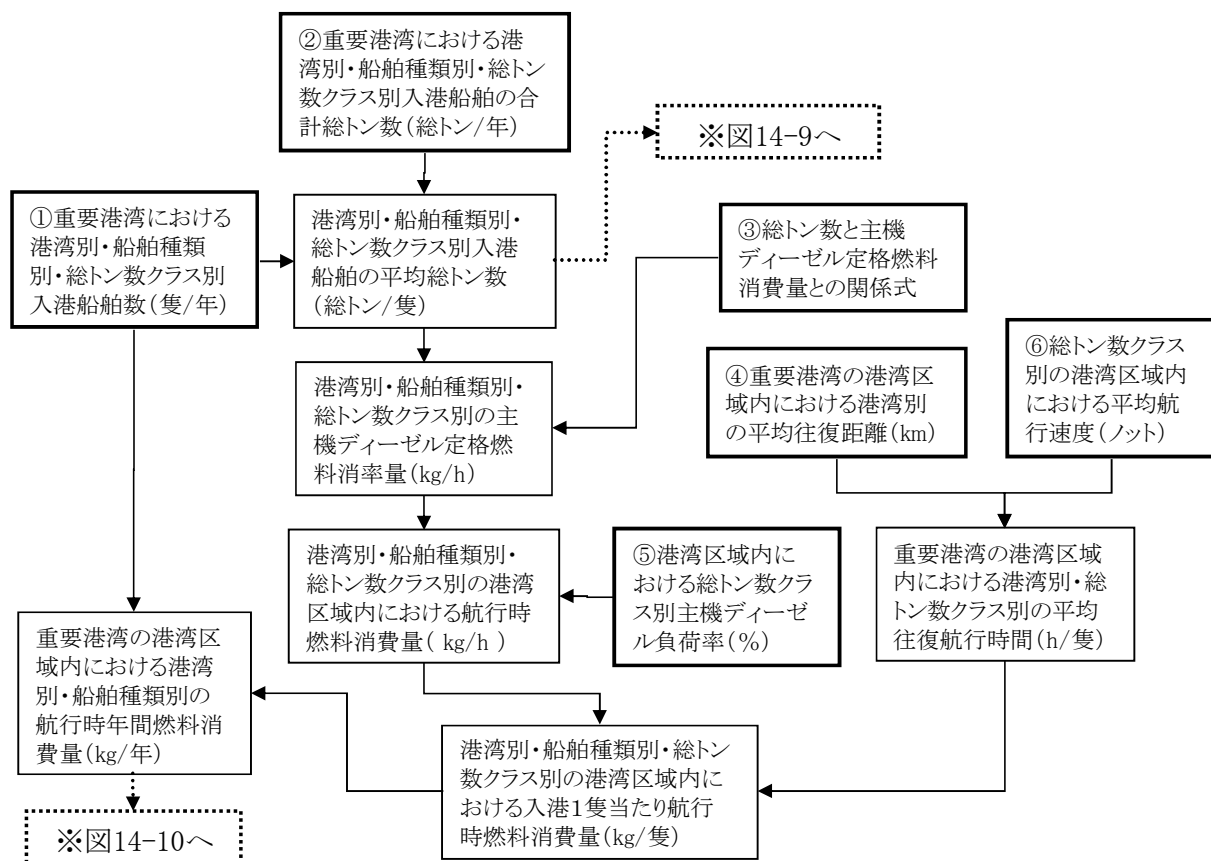 ②重要港湾における港
湾別・船舶種類別・総トン
数クラス別入港船舶の合
計総トン数(総トン/年)
※図14-9へ
①重要港湾における
港湾別・船舶種類
別・総トン数クラス別
入港船舶数(隻/年)
港湾別・船舶種類別・
総トン数クラス別入港
船舶の平均総トン数
(総トン/隻)
③総トン数と主機
ディーゼル定格燃料
消費量との関係式
港湾別・船舶種類別・
総トン数クラス別の主
機ディーゼル定格燃
料消率量(kg/h)
④重要港湾の港湾区
域内における港湾別
の平均往復距離(km)
⑥総トン数クラス
別の港湾区域内
における平均航
行速度(ノット)
港湾別・船舶種類別・
総トン数クラス別の港湾
区域内における航行時
燃料消費量( kg/h )
⑤港湾区域内に
おける総トン数クラ
ス別主機ディーゼ
ル負荷率(%)
重要港湾の港湾区域
内における港湾別・総
トン数クラス別の平均
往復航行時間(h/隻)
重要港湾の港湾区
域内における港湾
別・船舶種類別の
航行時年間燃料消
費量(kg/年)
港湾別・船舶種類別・総トン
数クラス別の港湾区域内に
おける入港1隻当たり航行
時燃料消費量(kg/隻)
※図14-10へ